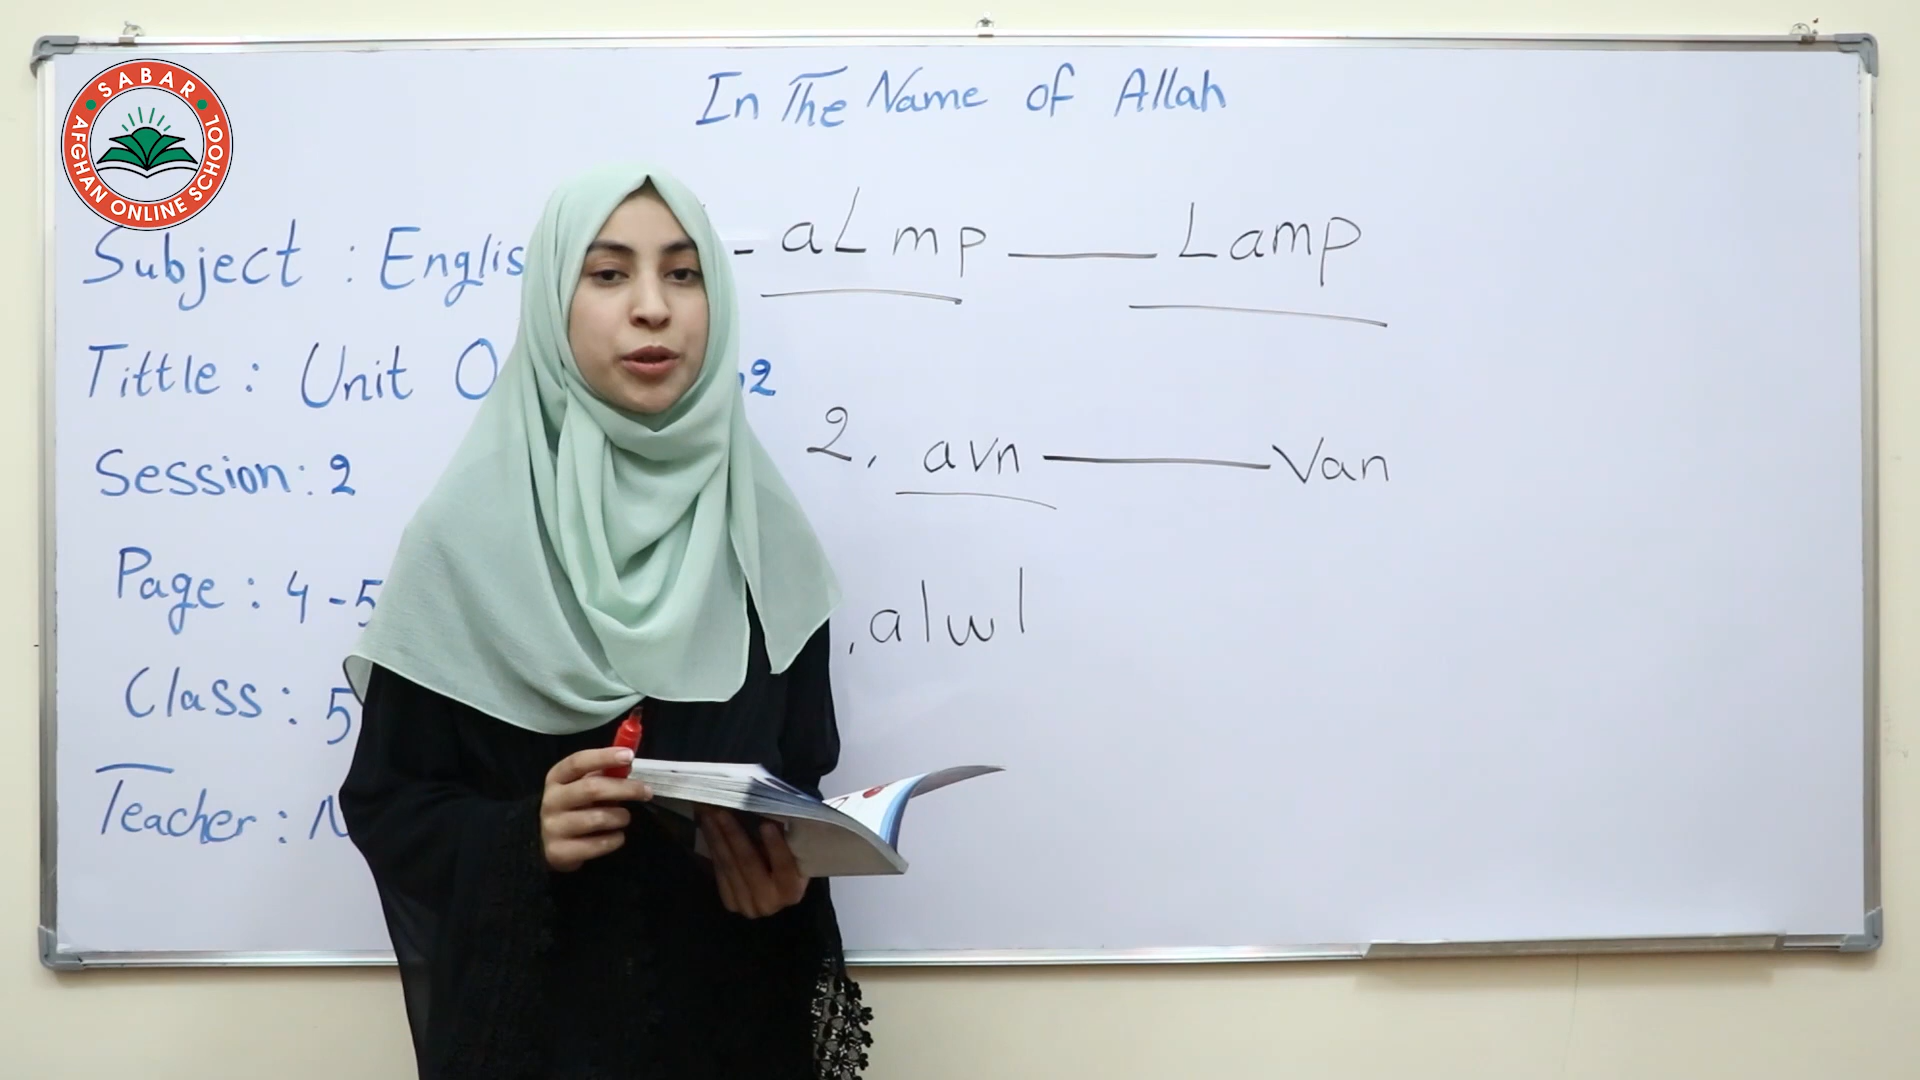 SABAR
AFGHAN ONLINE SCHOOL
In The Name of Allah
Subject : Englis
Tittle : Unit O 2
Session : 2
Page : 4-5
Class : 5
Teacher : N
- aLmp — Lamp
2, avn — Van
, alwl